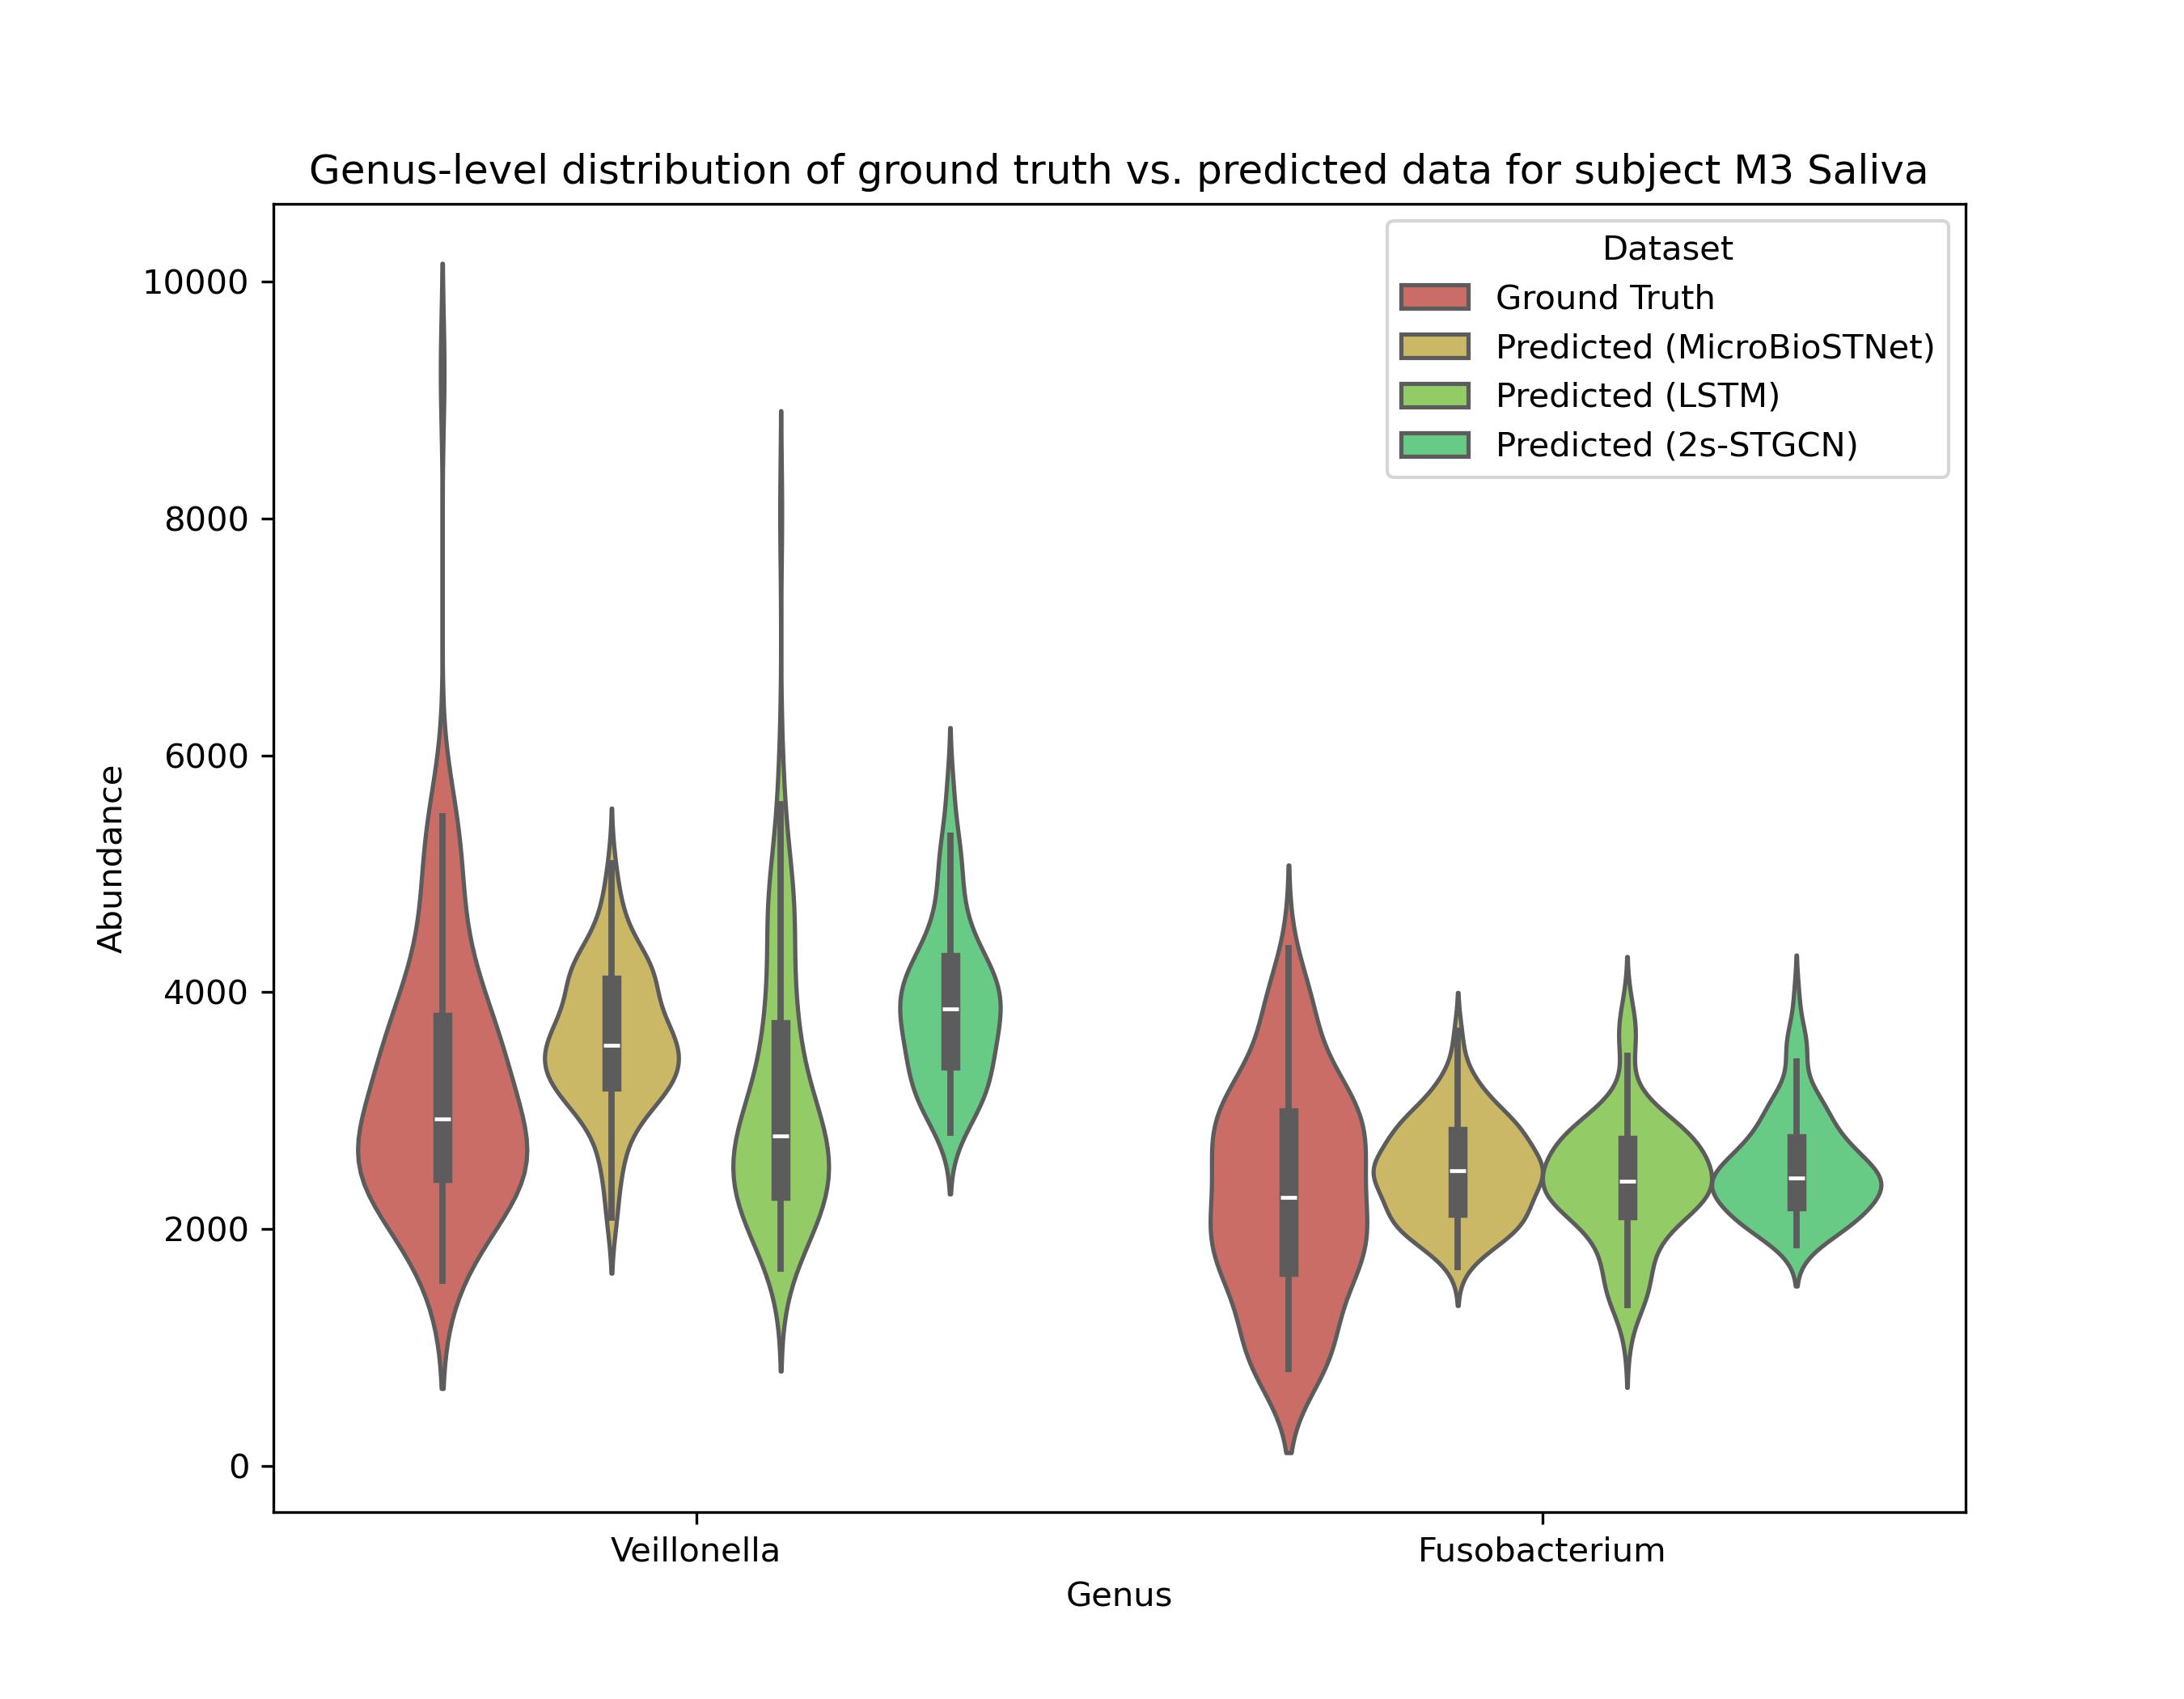 Genus-level distribution of ground truth vs. predicted data for subject M3 Saliva
Dataset
Ground Truth
Predicted (MicroBioSTNet)
Predicted (LSTM)
Predicted (2s-STGCN)
Abundance
10000
8000
6000
4000
2000
0
Veillonella
Fusobacterium
Genus